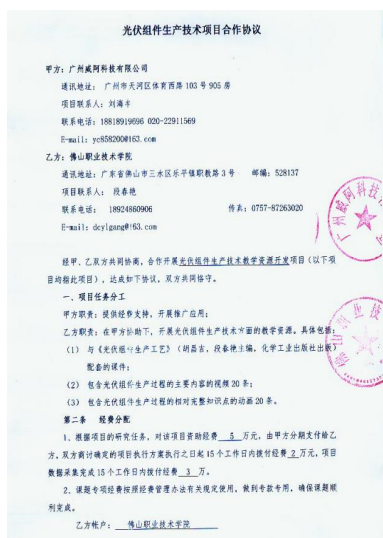 光伏组件生产技术项目合作协议
甲方：广州威阿科技有限公司
通讯地址： 广州市天河区体育西路 103 号 905 房
项目联系人：刘海丰
联系电话：18818919696 020-22911569
E-mail：yc858200@163.com
乙方：佛山职业技术学院
通讯地址：广东省佛山市三水区乐平镇职教路 3 号 邮编：528137
项目联系人： 段春艳
联系电话： 18924860906 传真：0757-87263020
E-mail：dcylgang@163.com
经甲、乙双方共同协商，合作开展光伏组件生产技术教学资源开发项目（以下项
目均指此项目），达成如下协议，双方共同恪守。
一、项目任务分工
甲方职责：提供经费支持，开展推广应用；
乙方职责：在甲方协助下，开展光伏组件生产技术方面的教学资源。具体包括：
（1） 与《光伏组件生产工艺》（胡昌吉，段春艳主编，化学工业出版社出版）
配套的课件；
（2） 包含光伏组件生产过程的主要内容的视频 20 条；
（3） 包含光伏组件生产过程的相对完整知识点的动画 20 条。
第二条 经费分配
1、根据项目的研究任务，对该项目资助经费 5 万元，由甲方分期支付给乙
方，双方商讨确定的项目执行方案执行之日起 15 个工作日内拨付经费 2 万元，项目
数据采集完成 15 个工作日内拨付经费 3 万。
2、课题专项经费按照经费管理办法有关规定使用，做到专款专用，确保课题顺
利完成。
乙方帐户： 佛山职业技术学院